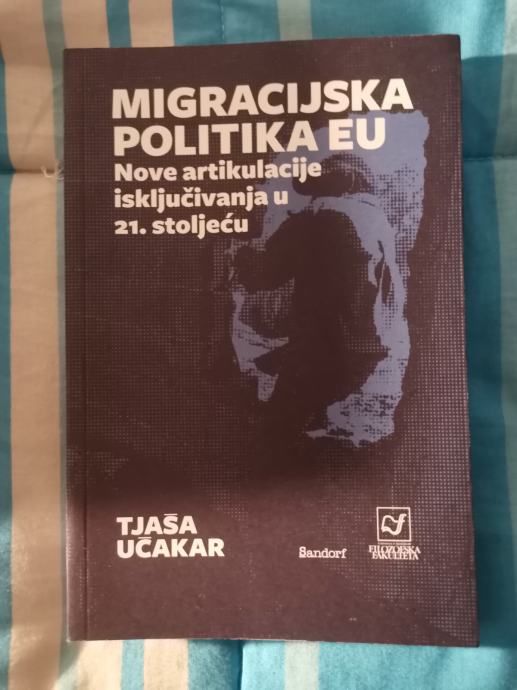 MIGRACIJSKA
POLITIKA EU
Nove artikulacije
isključivanja u
21. stoljeću
TJAŠA
UČAKAR
Sandorf
FILOZOFSKA
FAKULTETA